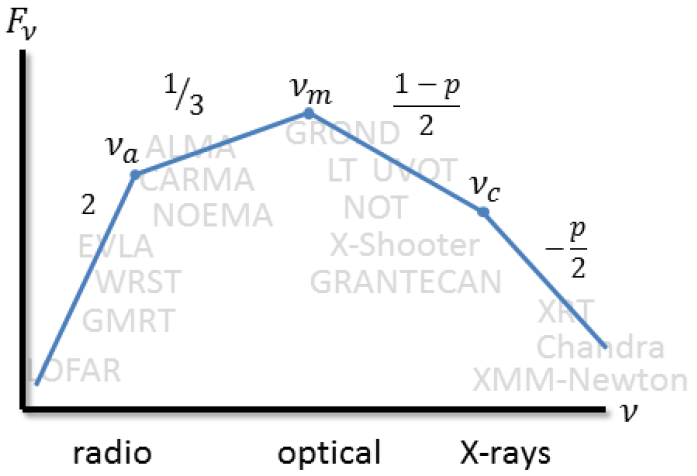 F_ν
1/3
ν_m
(1 − p)/2
GROND
ν_a
ALMA
2
CARMA
LT UVOT
ν_c
NOEMA
NOT
−p/2
EVLA
X-Shooter
WRST
GRANTECAN
GMRT
XRT
Chandra
LOFAR
XMM-Newton
ν
radio optical X-rays